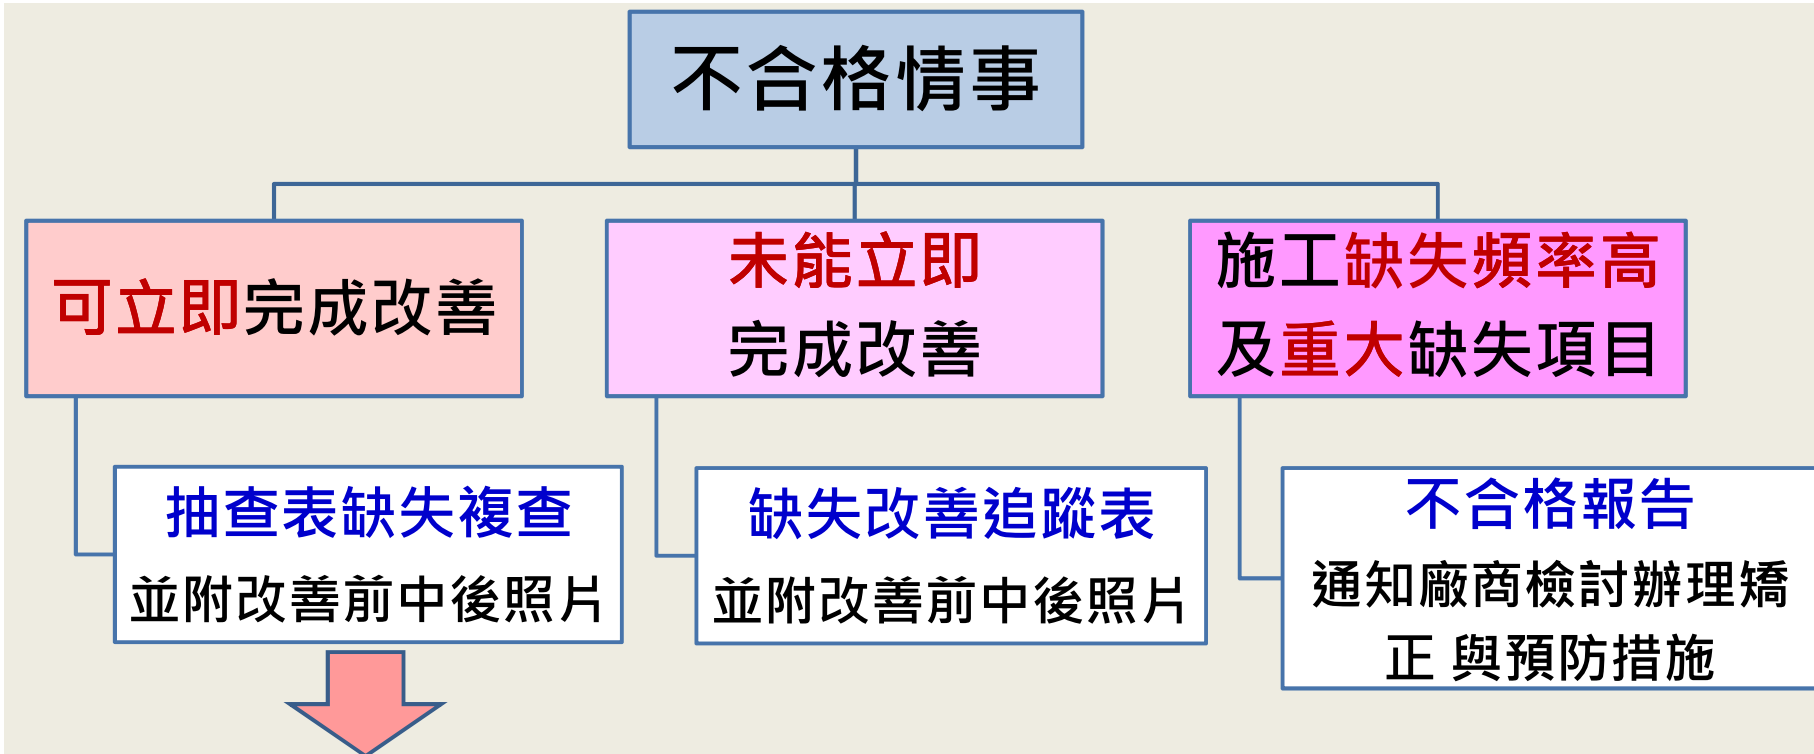 不合格情事
可立即完成改善
未能立即
完成改善
施工缺失頻率高
及重大缺失項目
抽查表缺失複查
並附改善前中後照片
缺失改善追蹤表
並附改善前中後照片
不合格報告
通知廠商檢討辦理矯
正 與預防措施